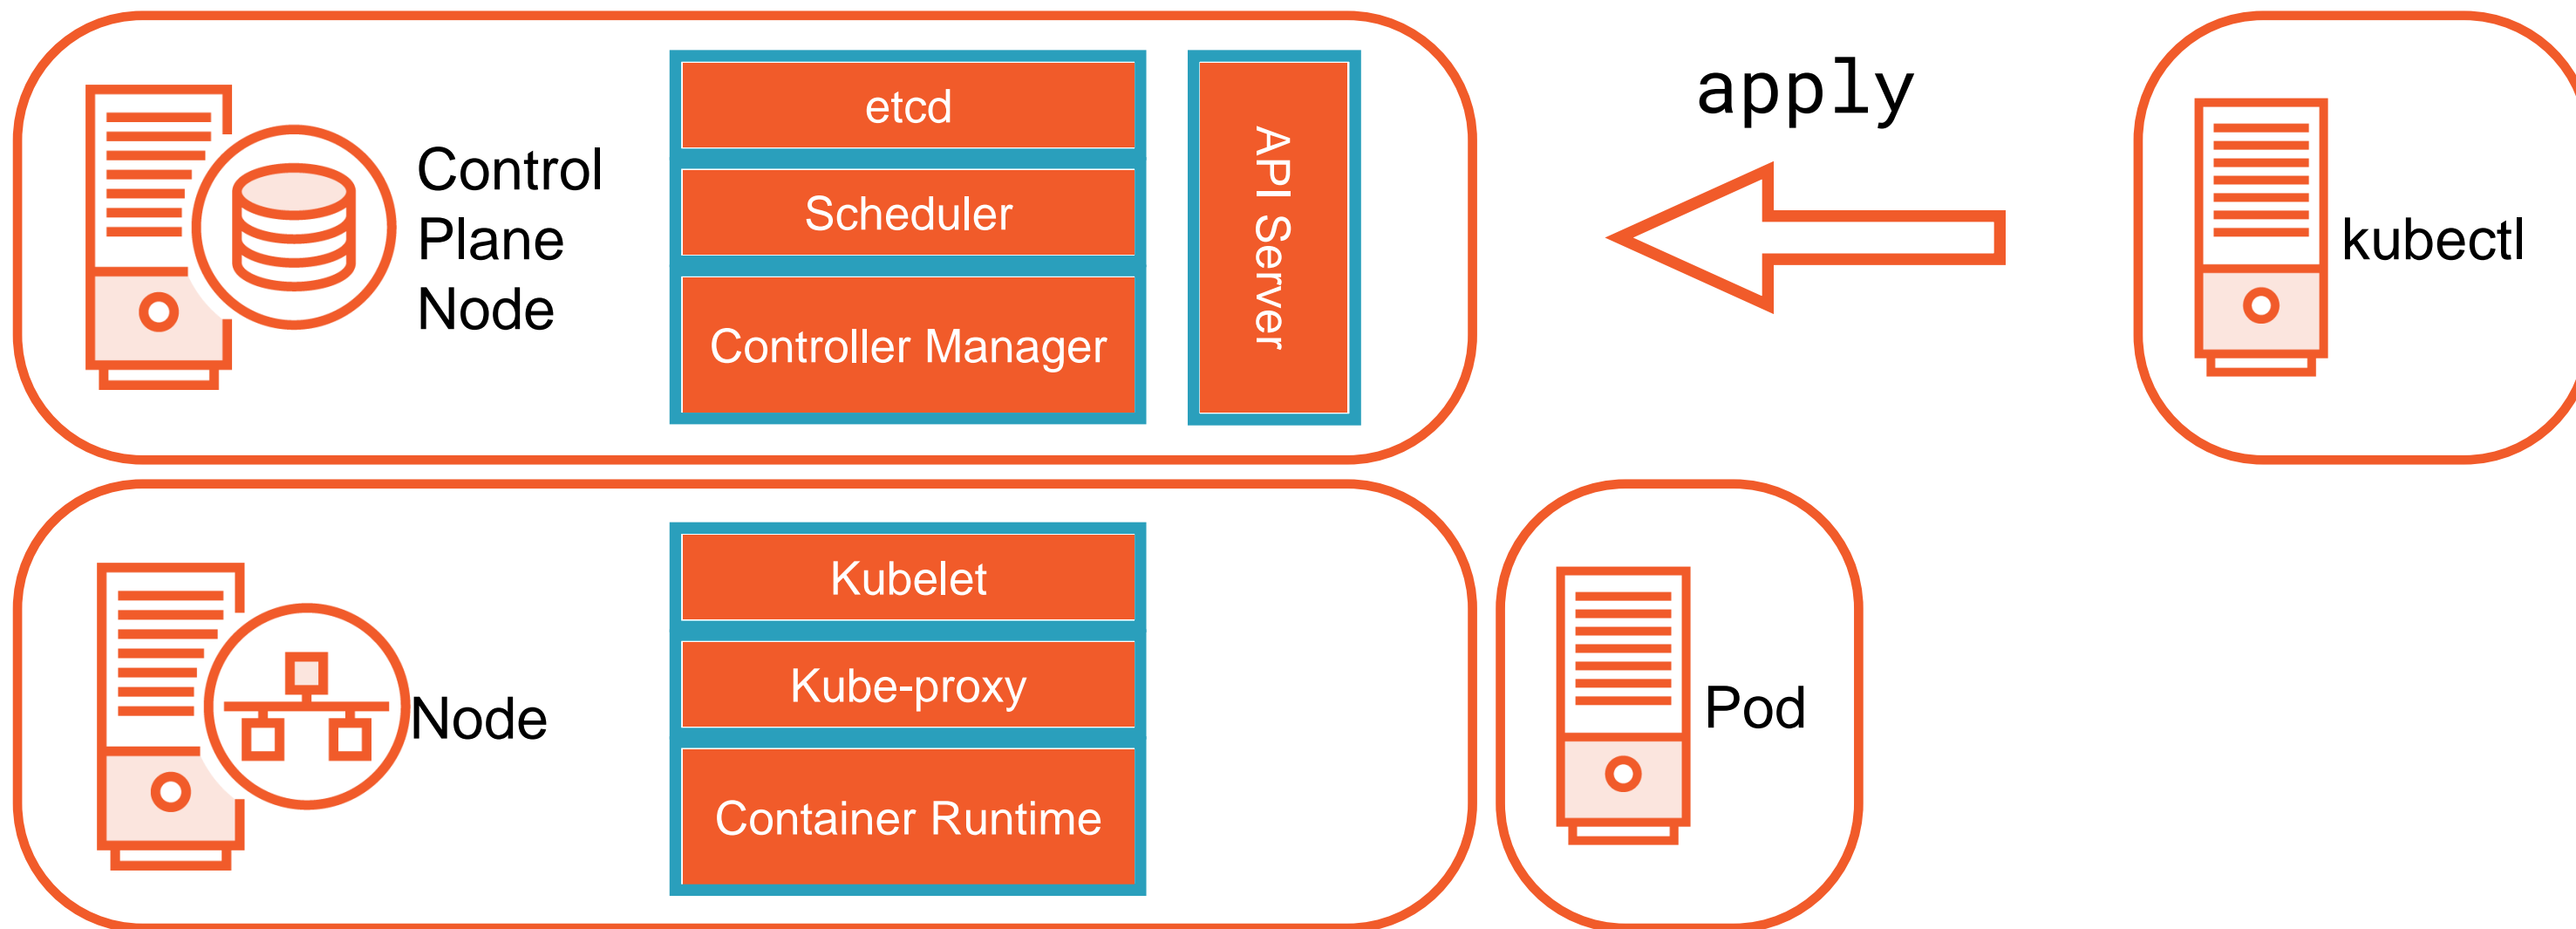 Control
Plane
Node
etcd
Scheduler
Controller Manager
API Server
apply
kubectl
Node
Kubelet
Kube-proxy
Container Runtime
Pod